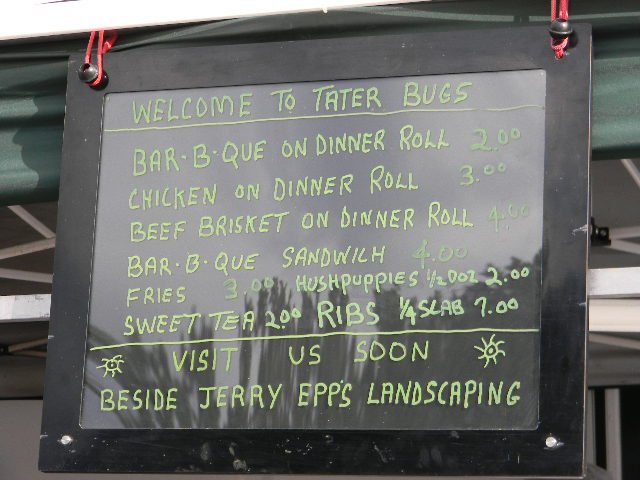 WELCOME TO TATER BUGS
BAR·B·QUE ON DINNER ROLL 2.00
CHICKEN ON DINNER ROLL 3.00
BEEF BRISKET ON DINNER ROLL 4.00
BAR·B·QUE SANDWICH 4.00
FRIES 3.00 HUSHPUPPIES 1/2 DOZ 2.00
SWEET TEA 2.00 RIBS 1/4 SLAB 7.00
VISIT US SOON
BESIDE JERRY EPP'S LANDSCAPING